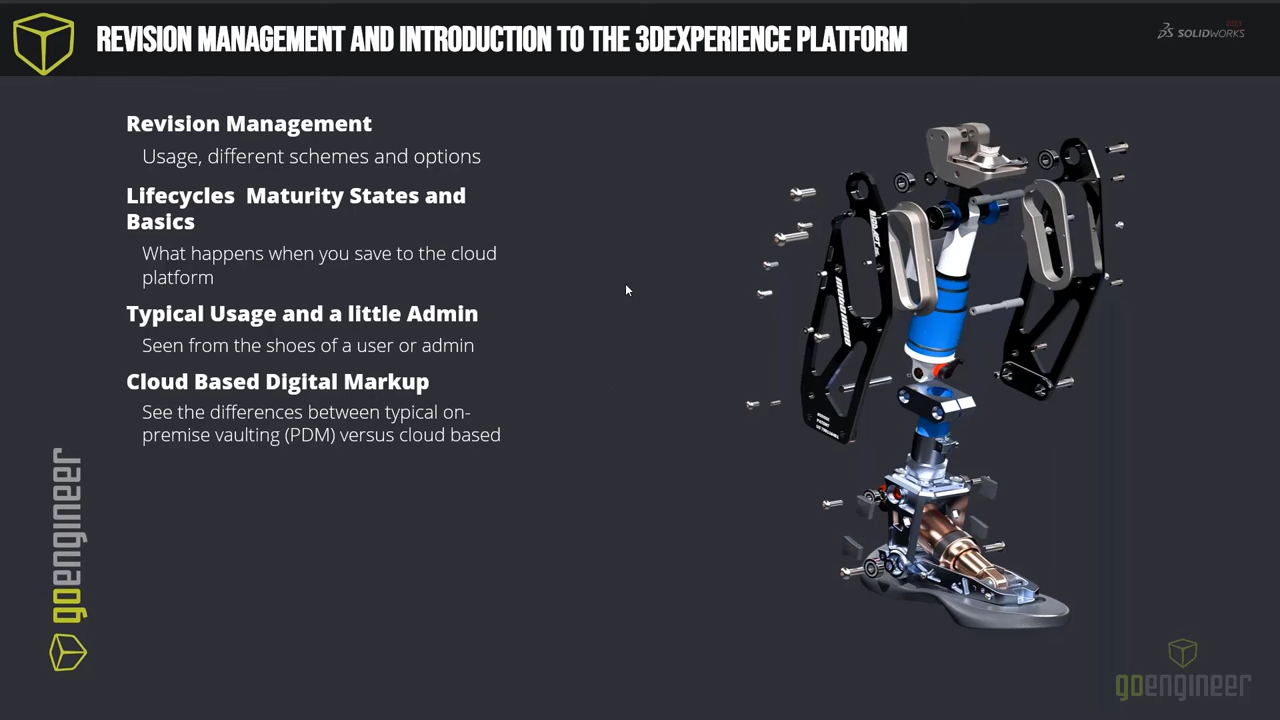 REVISION MANAGEMENT AND INTRODUCTION TO THE 3DEXPERIENCE PLATFORM
2023
SOLIDWORKS
Revision Management
Usage, different schemes and options
Lifecycles  Maturity States and
Basics
What happens when you save to the cloud
platform
Typical Usage and a little Admin
Seen from the shoes of a user or admin
Cloud Based Digital Markup
See the differences between typical on-
premise vaulting (PDM) versus cloud based
goengineer
goengineer